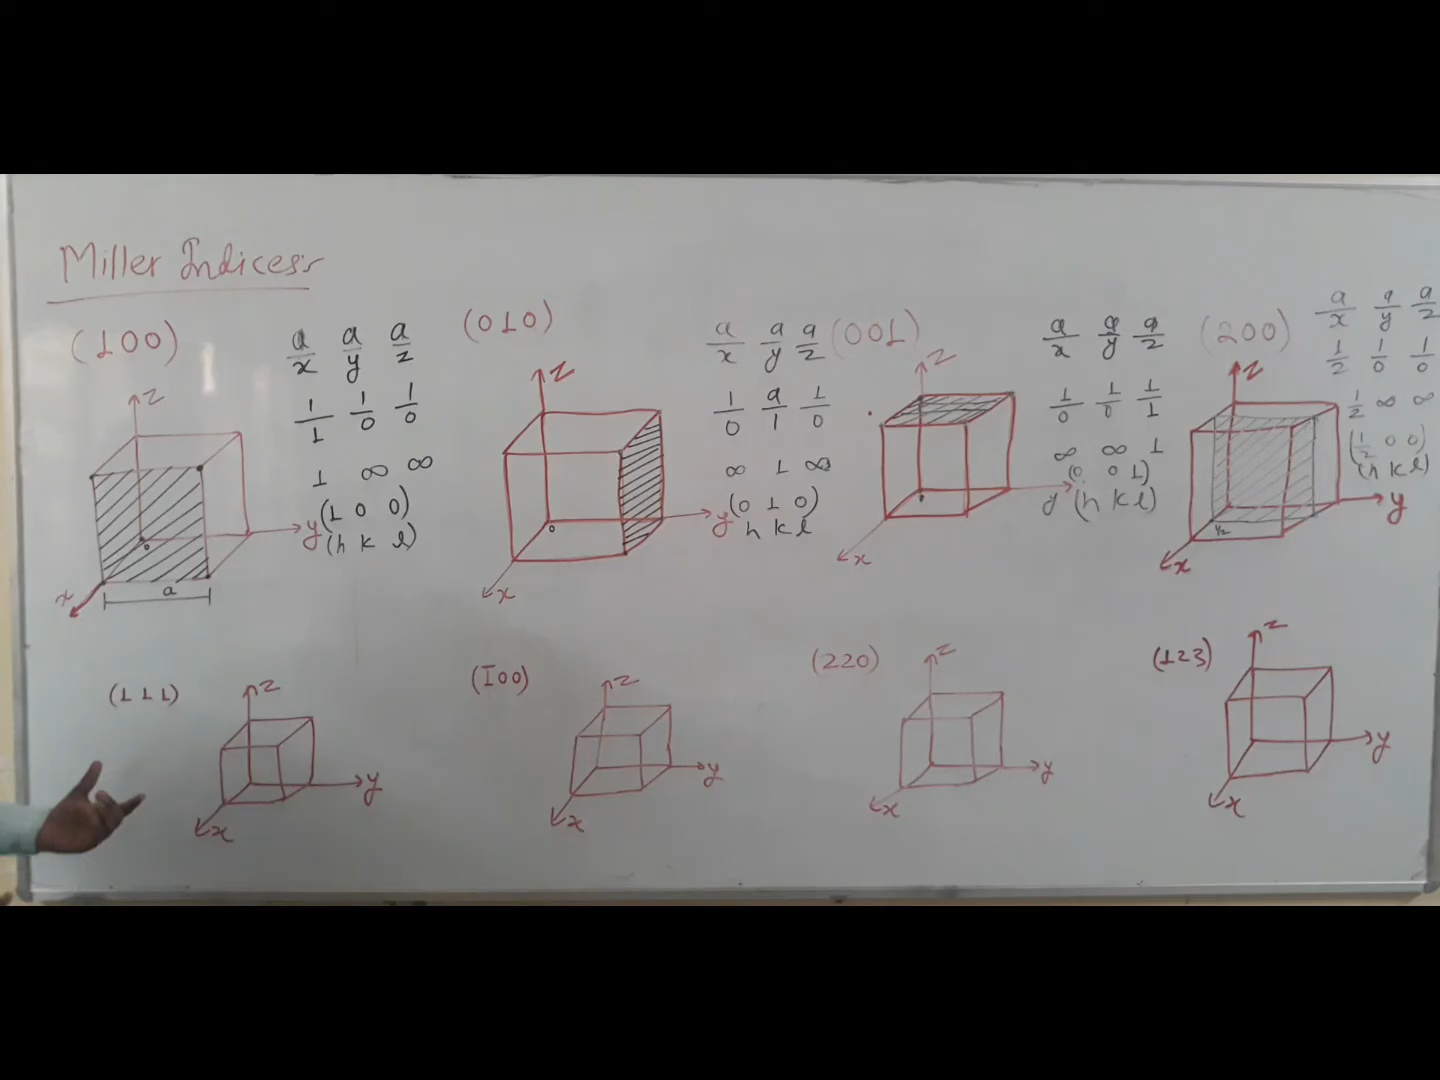 Miller Indices:-
(100)
a/x a/y a/z
1/1 1/0 1/0
1 ∞ ∞
(1 0 0)
(h k l)
z
y
x
o
a
(010)
a/x a/y a/z
1/0 a/1 1/0
∞ 1 ∞
(0 1 0)
h k l
z
y
x
o
(001)
a/x a/y a/z
1/0 1/0 1/1
∞ ∞ 1
(0 0 1)
(h k l)
z
y
x
(200)
a/x a/y a/z
1/2 1/0 1/0
1/2 ∞ ∞
(1/2 0 0)
(h k l)
z
y
x
1/2
(111)
z
y
x
(1̅00)
z
y
x
(220)
z
y
x
(123)
z
y
x